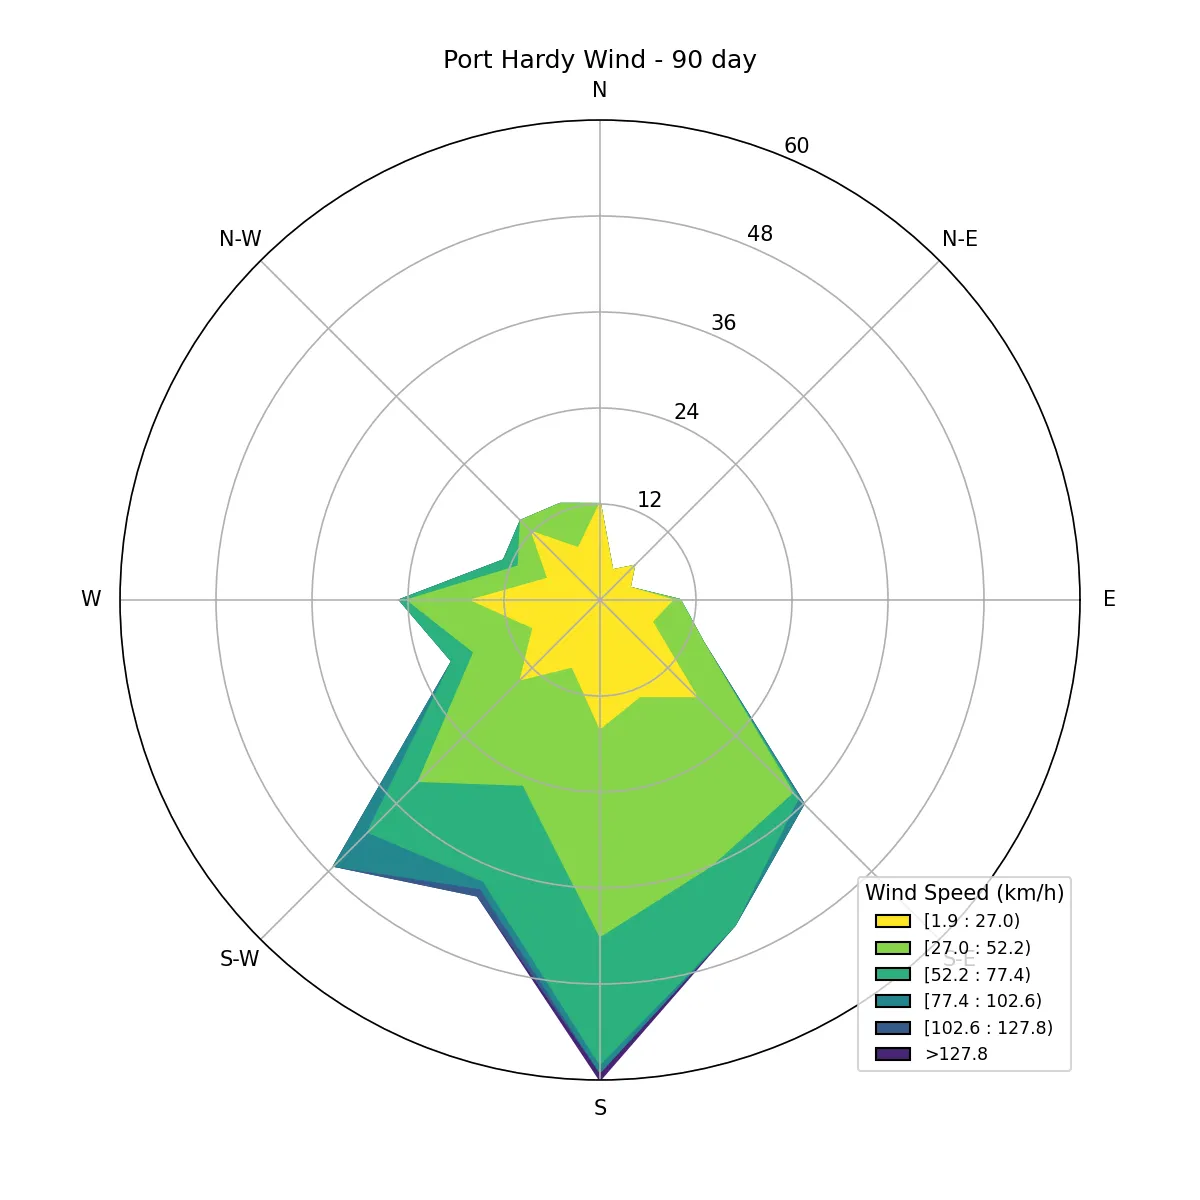 Port Hardy Wind - 90 day
N
60
N-W
48
N-E
36
24
12
W
E
Wind Speed (km/h)
[1.9 : 27.0)
[27.0 : 52.2)
S-W
S-E
[52.2 : 77.4)
[77.4 : 102.6)
[102.6 : 127.8)
>127.8
S